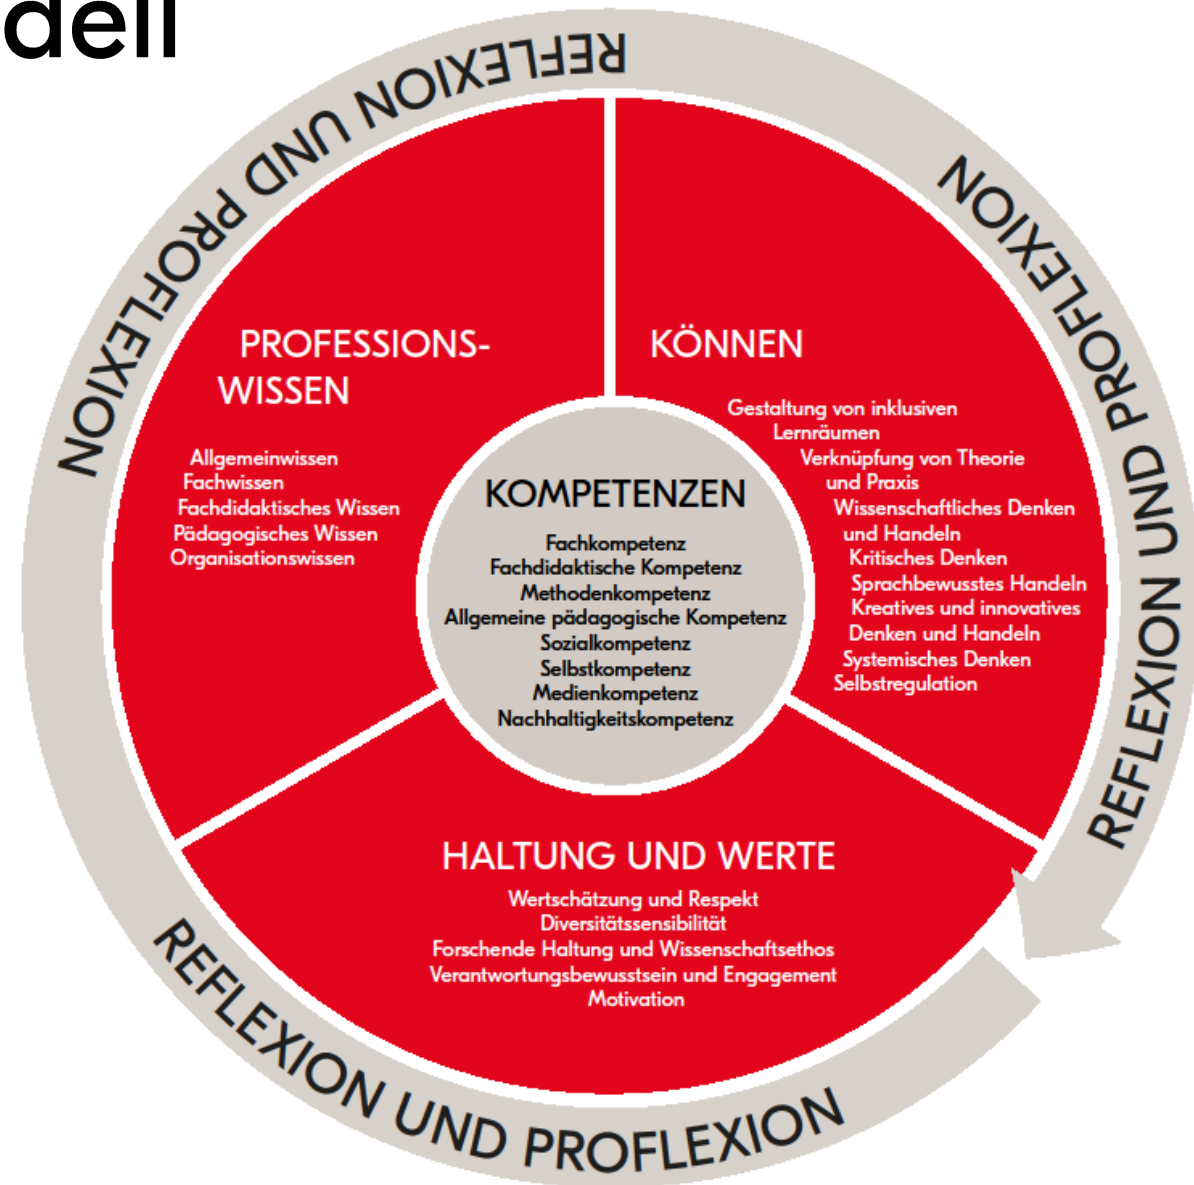 dell
REFLEXION UND PROFLEXION
REFLEXION UND PROFLEXION
REFLEXION UND PROFLEXION
PROFESSIONS-
WISSEN
Allgemeinwissen
Fachwissen
Fachdidaktisches Wissen
Pädagogisches Wissen
Organisationswissen
KÖNNEN
Gestaltung von inklusiven
Lernräumen
Verknüpfung von Theorie
und Praxis
Wissenschaftliches Denken
und Handeln
Kritisches Denken
Sprachbewusstes Handeln
Kreatives und innovatives
Denken und Handeln
Systemisches Denken
Selbstregulation
KOMPETENZEN
Fachkompetenz
Fachdidaktische Kompetenz
Methodenkompetenz
Allgemeine pädagogische Kompetenz
Sozialkompetenz
Selbstkompetenz
Medienkompetenz
Nachhaltigkeitskompetenz
HALTUNG UND WERTE
Wertschätzung und Respekt
Diversitätssensibilität
Forschende Haltung und Wissenschaftsethos
Verantwortungsbewusstsein und Engagement
Motivation